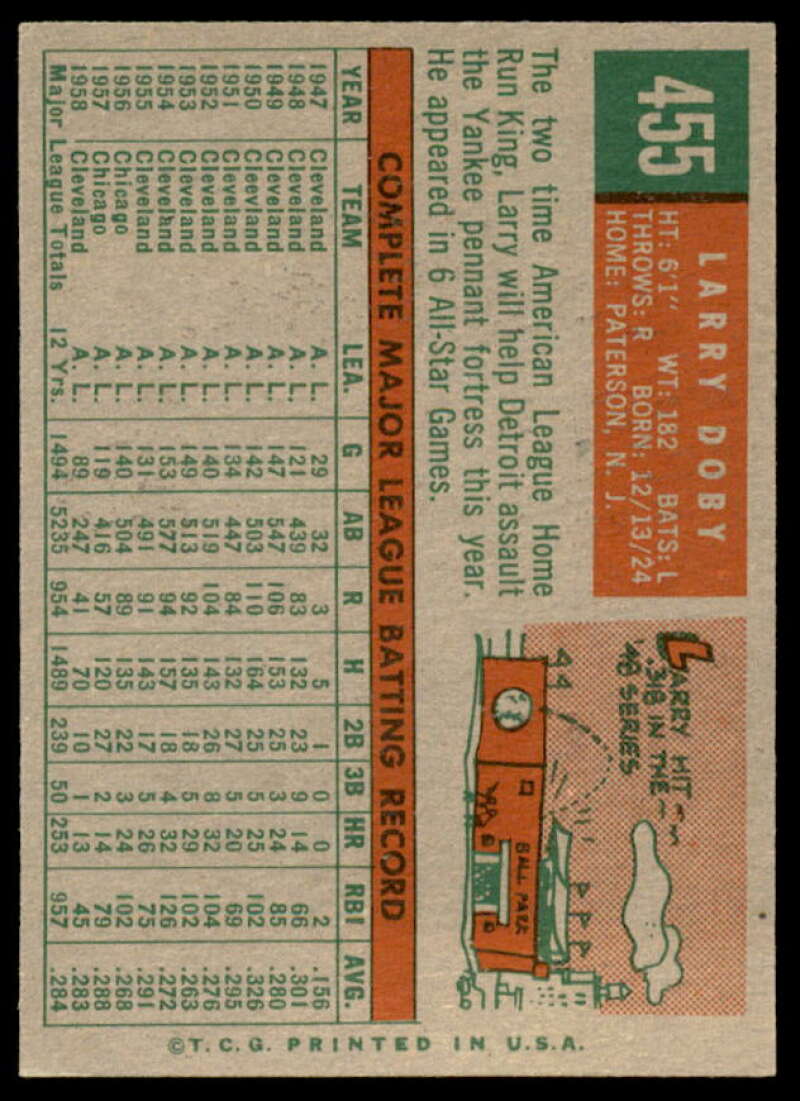 455
LARRY DOBY
HT: 6'1" WT: 182 BATS: L
THROWS: R BORN: 12/13/24
HOME: PATERSON, N. J.
LARRY HIT
.318 IN THE
'48 SERIES
BALL PARK
The two time American League Home
Run King, Larry will help Detroit assault
the Yankee pennant fortress this year.
He appeared in 6 All-Star Games.
COMPLETE MAJOR LEAGUE BATTING RECORD
YEAR TEAM LEA. G AB R H 2B 3B HR RBI AVG.
1947 Cleveland A. L. 29 32 3 5 1 0 0 2 .156
1948 Cleveland A. L. 121 439 83 132 23 9 14 66 .301
1949 Cleveland A. L. 147 547 106 153 25 3 24 85 .280
1950 Cleevland A. L. 142 503 110 164 25 5 25 102 .326
1951 Cleveland A. L. 134 447 84 132 27 5 20 69 .295
1952 Cleveland A. L. 140 519 104 143 26 8 32 104 .276
1953 Cleveland A. L. 149 513 92 135 18 5 29 102 .263
1954 Cleveland A. L. 153 577 94 157 18 4 32 126 .272
1955 Cleveland A. L. 131 491 91 143 17 5 26 75 .291
1956 Chicago A. L. 140 504 89 135 22 3 24 102 .268
1957 Chicago A. L. 119 416 57 120 27 2 14 79 .288
1958 Cleveland A. L. 89 247 41 70 10 1 13 45 .283
Major League Totals 12 Yrs. 1494 5235 954 1489 239 50 253 957 .284
©T.C.G. PRINTED IN U.S.A.